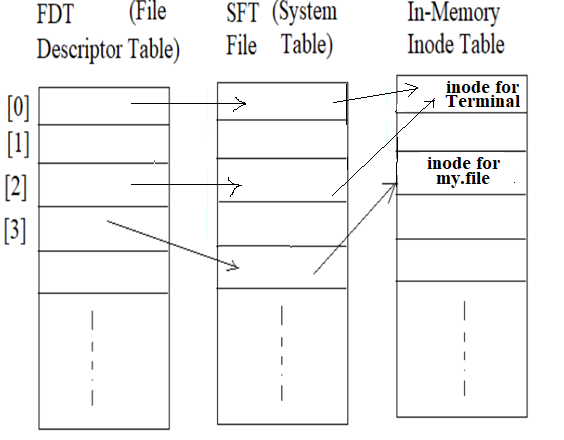 FDT (File
Descriptor Table)
SFT (System
File Table)
In-Memory
Inode Table
[0]
[1]
[2]
[3]
inode for
Terminal
inode for
my.file